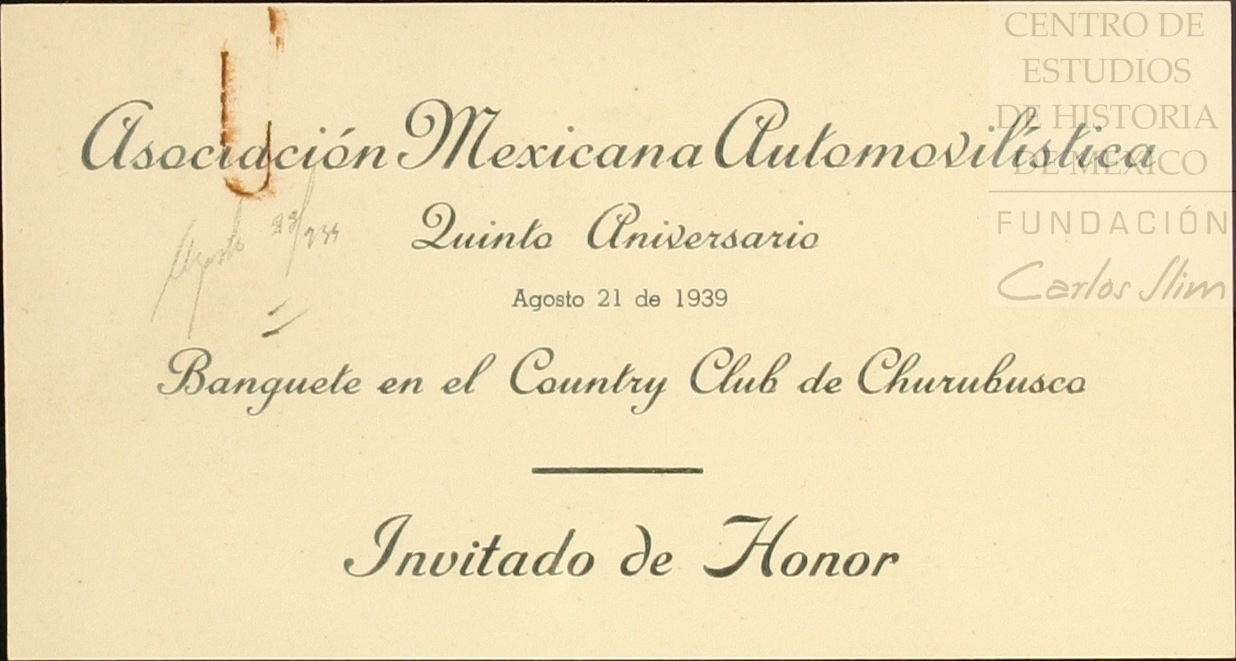 CENTRO DE
ESTUDIOS
DE HISTORIA
DE MÉXICO
FUNDACIÓN
Carlos Slim
Asociación Mexicana Automovilística
Quinto Aniversario
Agosto 21 de 1939
Agosto
Banquete en el Country Club de Churubusco
Invitado de Honor